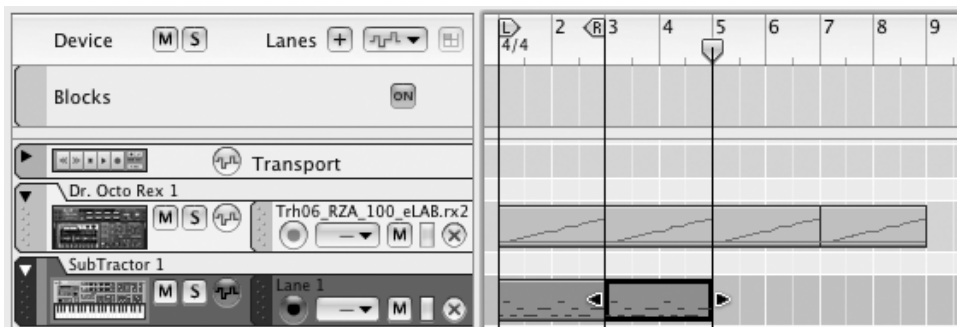 Device M S Lanes +
L 2 R 3 4 5 6 7 8 9
4/4
Blocks ON
Transport
Dr. Octo Rex 1
M S Trh06_RZA_100_eLAB.rx2
M
SubTractor 1
M S Lane 1
M